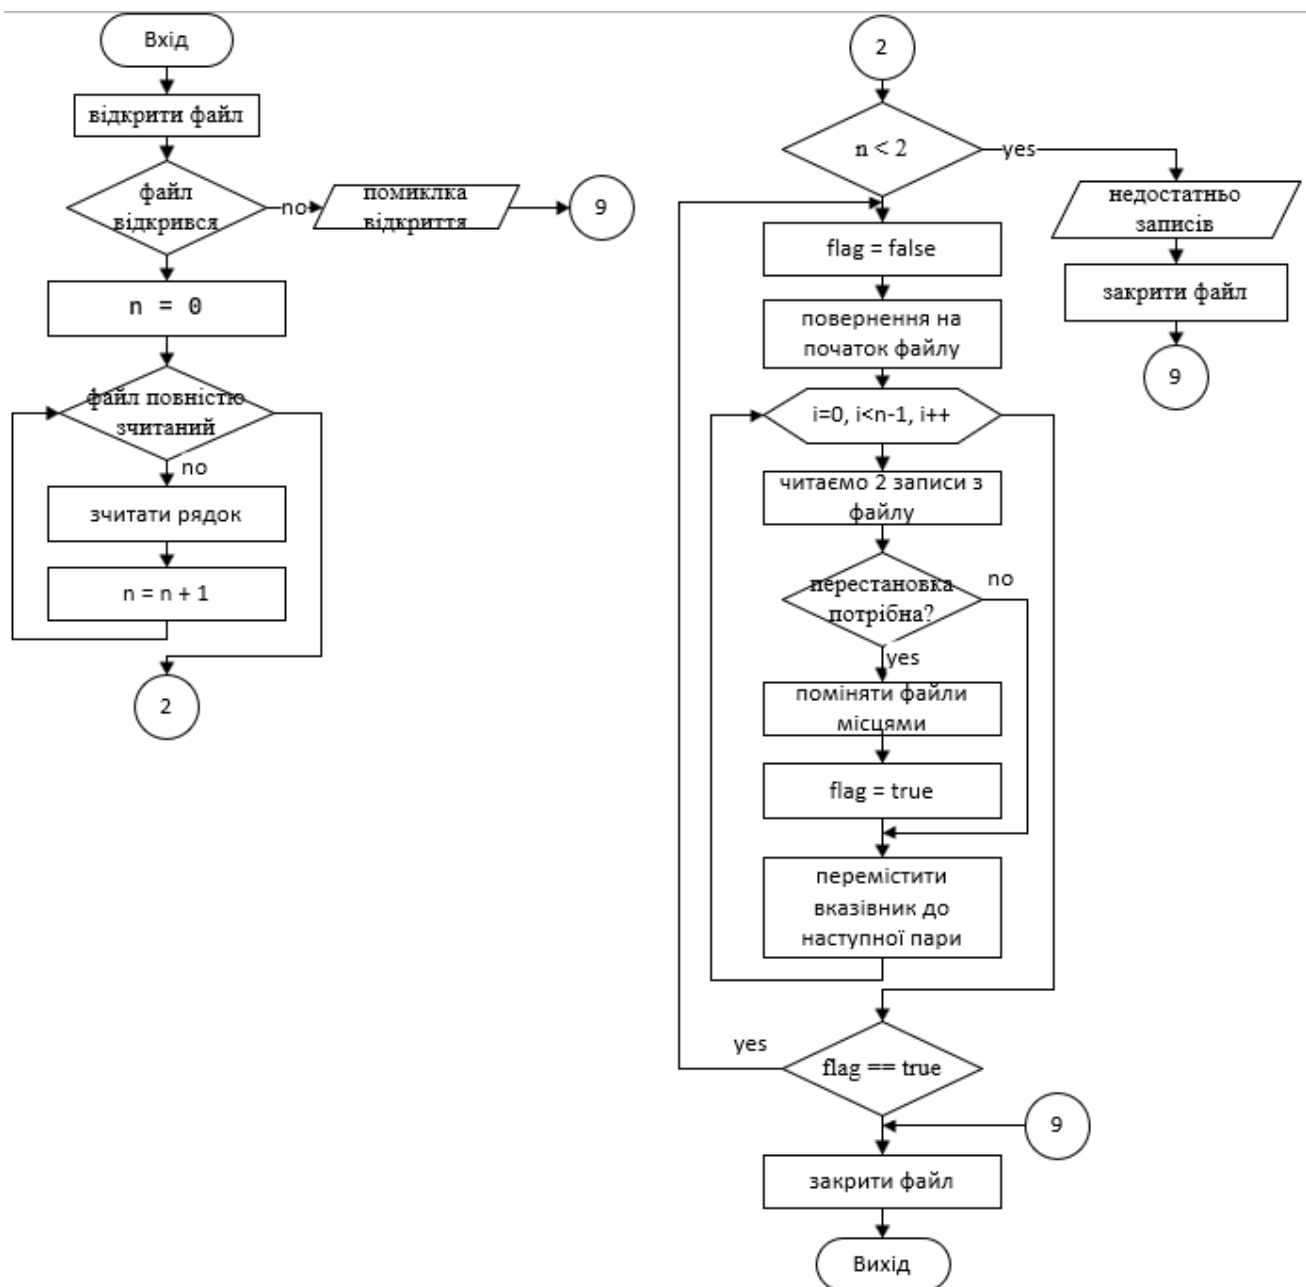 Вхід
відкрити файл
файл
відкрився
no
помиклка
відкриття
9
n = 0
файл повністю
зчитаний
no
зчитати рядок
n = n + 1
2
2
n < 2
yes
недостатньо
записів
закрити файл
9
flag = false
повернення на
початок файлу
i=0, i<n-1, i++
читаємо 2 записи з
файлу
перестановка
потрібна?
no
yes
поміняти файли
місцями
flag = true
перемістити
вказівник до
наступної пари
yes
flag == true
9
закрити файл
Вихід